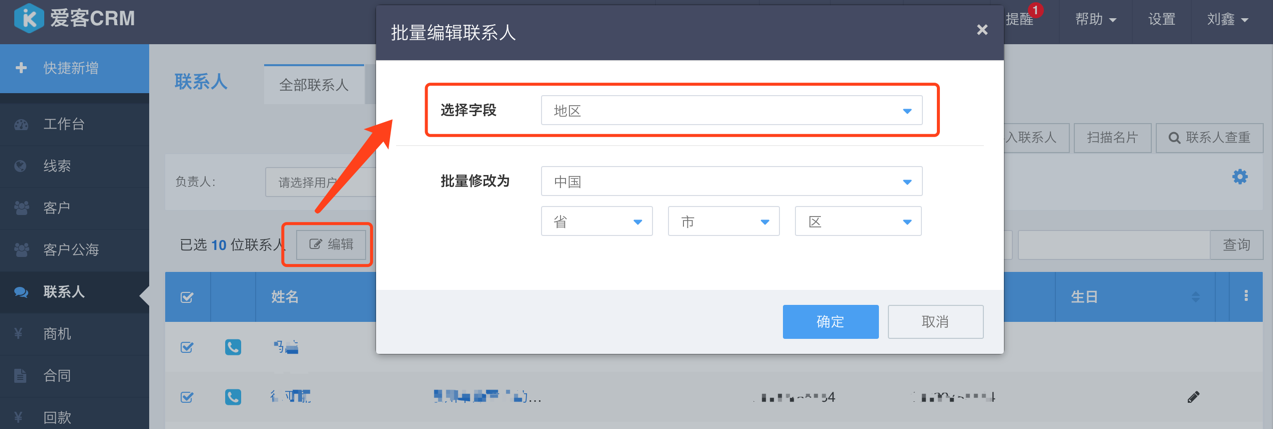 爱客CRM
提醒 1
帮助
设置
刘鑫
快捷新增
工作台
线索
客户
客户公海
联系人
商机
合同
回款
联系人
全部联系人
入联系人
扫描名片
联系人查重
负责人：
请选择用户
已选 10 位联系人
编辑
查询
姓名
生日
批量编辑联系人
选择字段
地区
批量修改为
中国
省
市
区
确定
取消